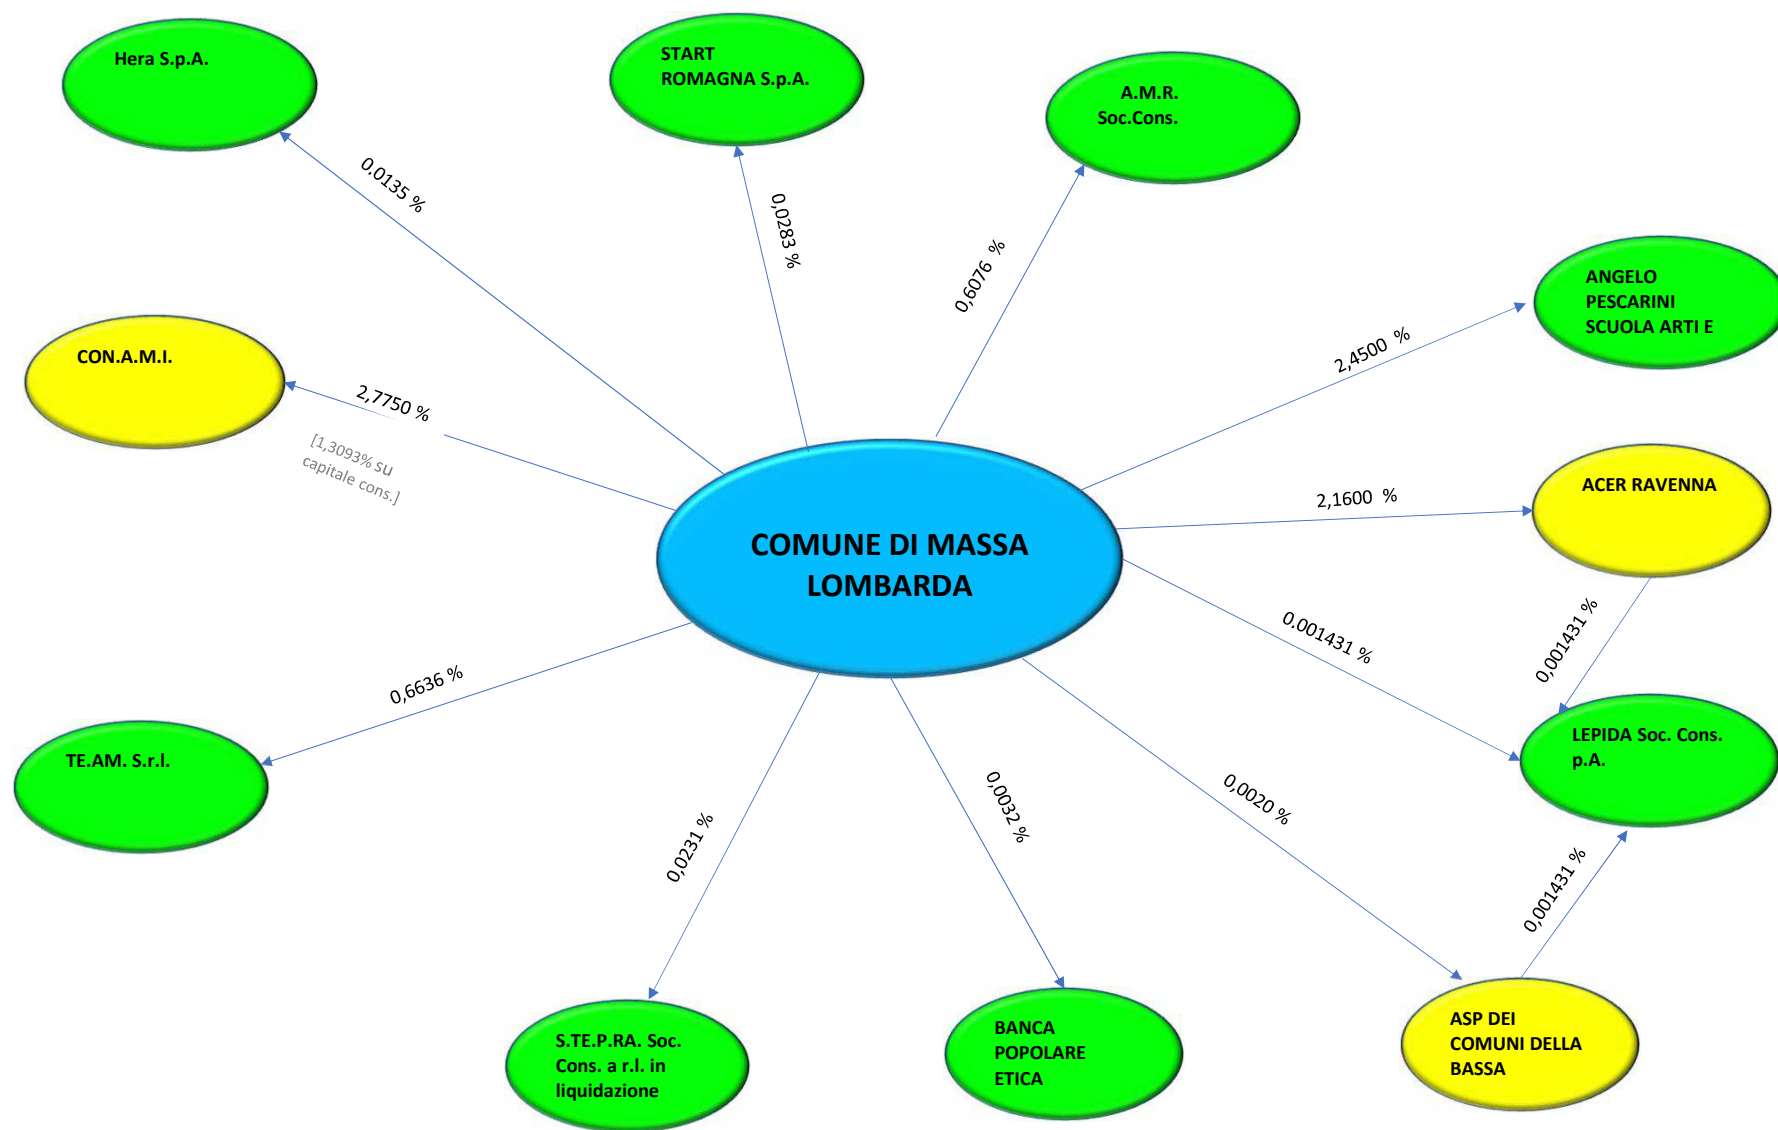 Hera S.p.A.
START
ROMAGNA S.p.A.
A.M.R.
Soc.Cons.
0,0135 %
0,0283 %
0,6076 %
ANGELO
PESCARINI
SCUOLA ARTI E
2,4500 %
CON.A.M.I.
2,7750 %
[1,3093% su
capitale cons.]
ACER RAVENNA
2,1600 %
COMUNE DI MASSA
LOMBARDA
0,001431 %
0,001431 %
TE.AM. S.r.l.
0,6636 %
LEPIDA Soc. Cons.
p.A.
0,0231 %
0,0032 %
0,0020 %
0,001431 %
S.TE.P.RA. Soc.
Cons. a r.l. in
liquidazione
BANCA
POPOLARE
ETICA
ASP DEI
COMUNI DELLA
BASSA